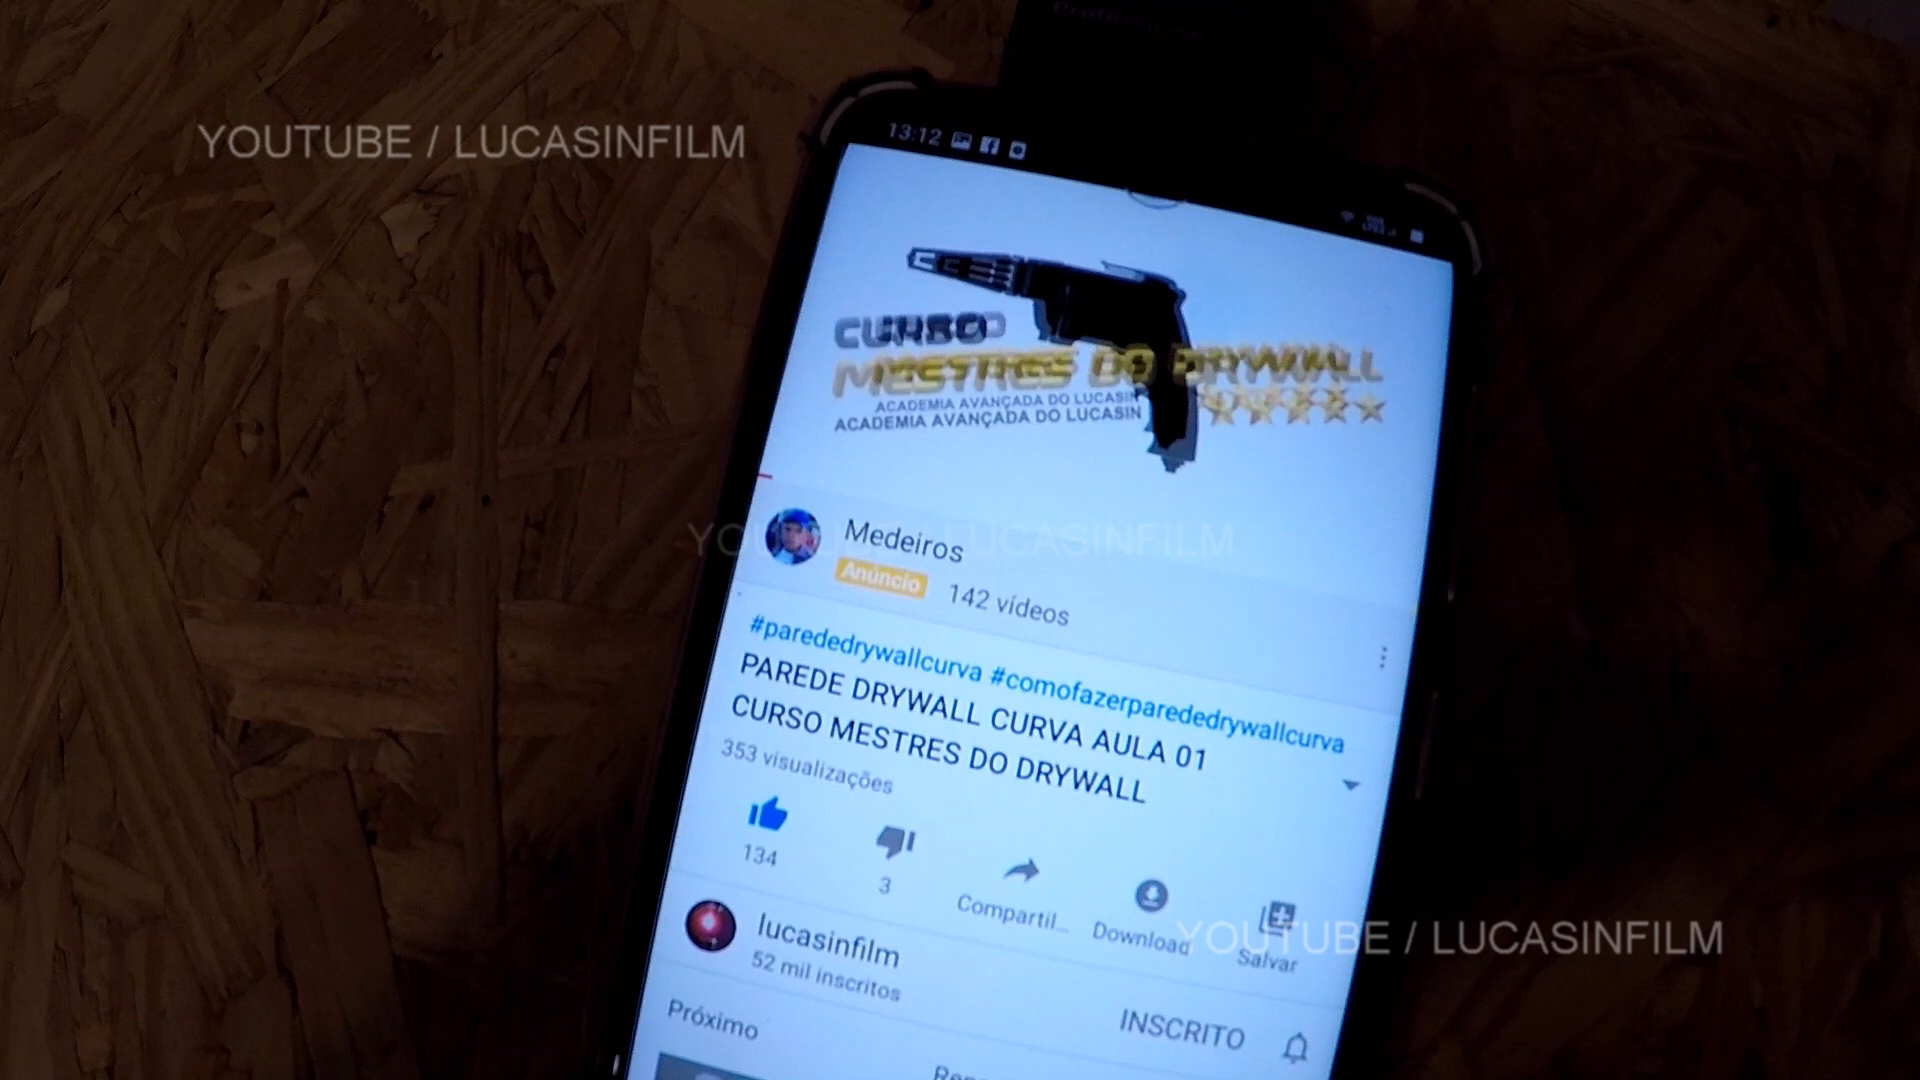 YOUTUBE / LUCASINFILM
13:12
CURSO
MESTRES DO DRYWALL
ACADEMIA AVANÇADA DO LUCASIN
ACADEMIA AVANÇADA DO LUCASIN
YOUTUBE / LUCASINFILM
Medeiros
Anúncio 142 vídeos
#parededrywallcurva #comofazerparededrywallcurva
PAREDE DRYWALL CURVA AULA 01
CURSO MESTRES DO DRYWALL
353 visualizações
134
3
Compartil...
Download
Salvar
YOUTUBE / LUCASINFILM
lucasinfilm
52 mil inscritos
INSCRITO
Próximo